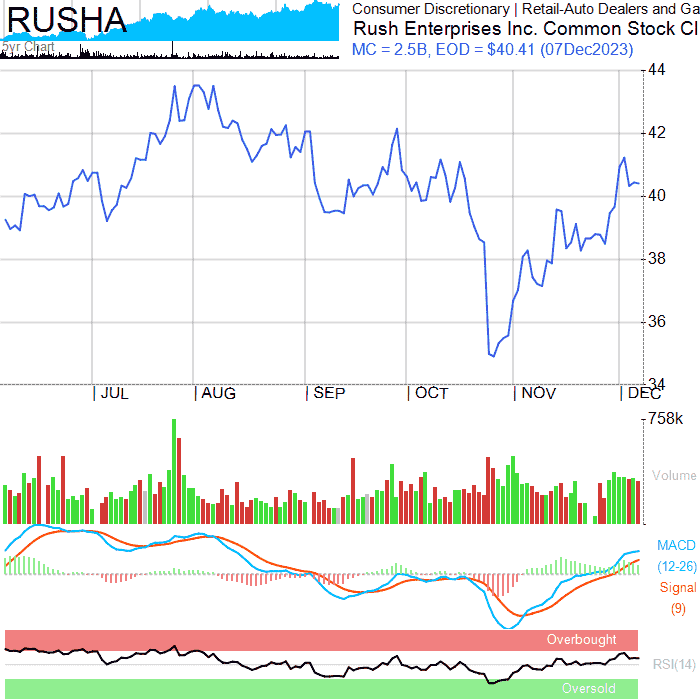 RUSHA
5yr Chart
Consumer Discretionary | Retail-Auto Dealers and Ga
Rush Enterprises Inc. Common Stock Cl
MC = 2.5B, EOD = $40.41 (07Dec2023)
44
42
40
38
36
34
JUL AUG SEP OCT NOV DEC
758k
Volume
MACD
(12-26)
Signal
(9)
Overbought
RSI(14)
Oversold